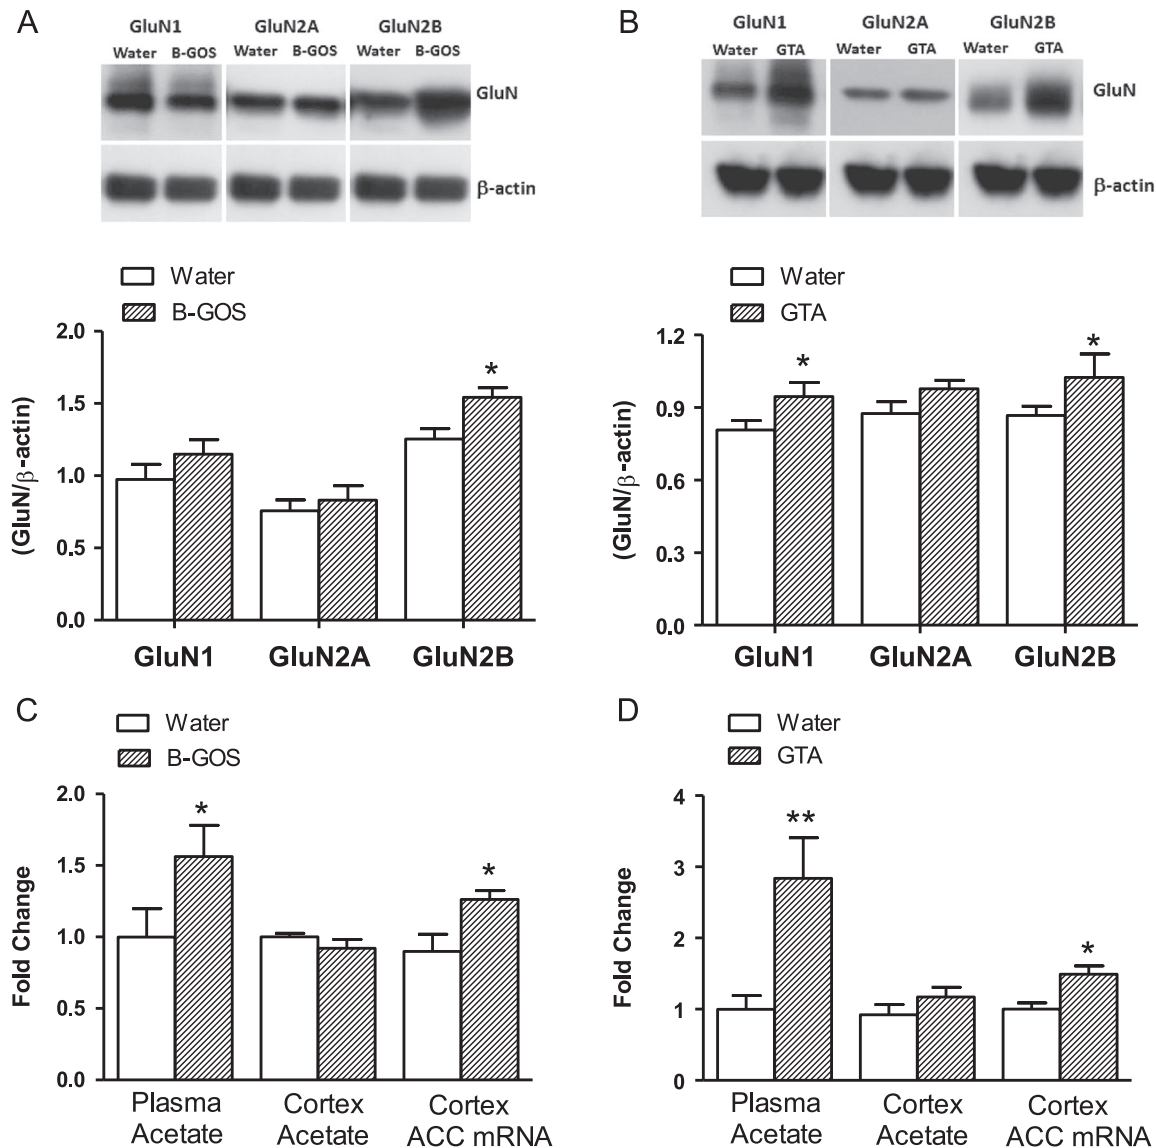 A
GluN1 GluN2A GluN2B
Water B-GOS Water B-GOS Water B-GOS
GluN
β-actin
Water
B-GOS
2.0
1.5
1.0
0.5
0.0
(GluN/β-actin)
GluN1 GluN2A GluN2B
B
GluN1 GluN2A GluN2B
Water GTA Water GTA Water GTA
GluN
β-actin
Water
GTA
1.2
0.9
0.6
0.3
0.0
(GluN/β-actin)
* * *
GluN1 GluN2A GluN2B
C
Water
B-GOS
2.0
1.5
1.0
0.5
0.0
Fold Change
* *
Plasma Cortex Cortex
Acetate Acetate ACC mRNA
D
Water
GTA
4
3
2
1
0
Fold Change
** *
Plasma Cortex Cortex
Acetate Acetate ACC mRNA